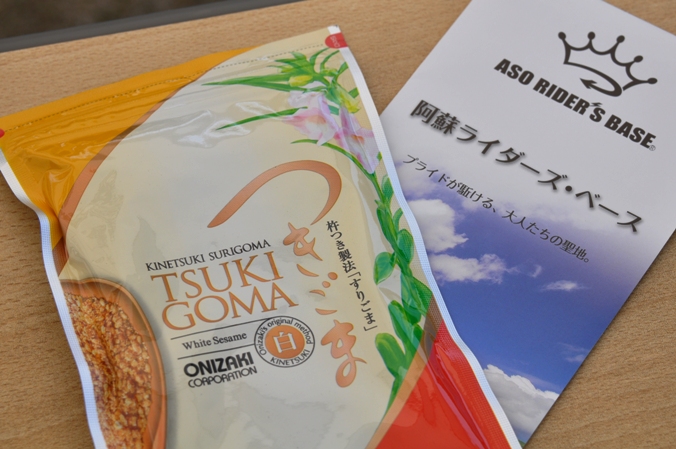 KINETSUKI SURIGOMA
TSUKI
GOMA
White Sesame
ONIZAKI
CORPORATION
Onizaki's original method
白
KINETSUKI
つきごま
杵つき製法「すりごま」
ASO RIDER'S BASE®
阿蘇ライダーズ・ベース
プライドが駈ける、大人たちの聖地。